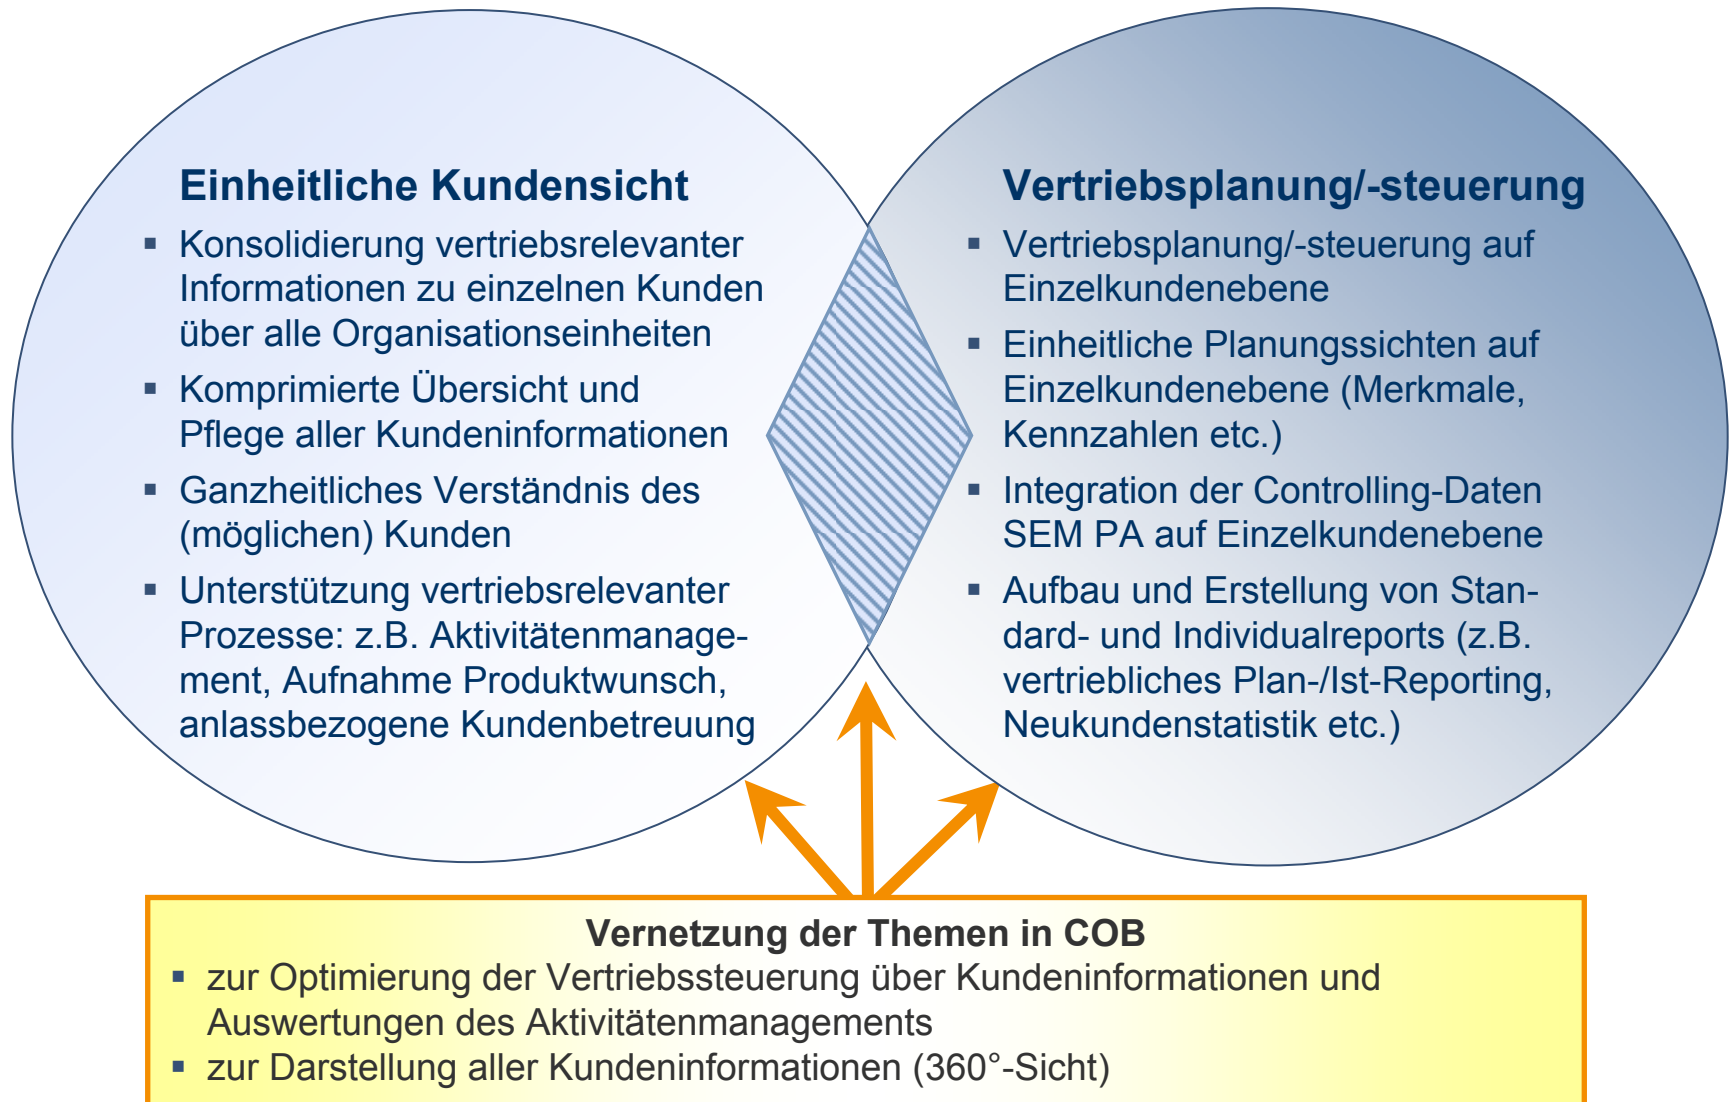 Einheitliche Kundensicht
▪ Konsolidierung vertriebsrelevanter
Informationen zu einzelnen Kunden
über alle Organisationseinheiten
▪ Komprimierte Übersicht und
Pflege aller Kundeninformationen
▪ Ganzheitliches Verständnis des
(möglichen) Kunden
▪ Unterstützung vertriebsrelevanter
Prozesse: z.B. Aktivitätenmanage-
ment, Aufnahme Produktwunsch,
anlassbezogene Kundenbetreuung
Vertriebsplanung/-steuerung
▪ Vertriebsplanung/-steuerung auf
Einzelkundenebene
▪ Einheitliche Planungssichten auf
Einzelkundenebene (Merkmale,
Kennzahlen etc.)
▪ Integration der Controlling-Daten
SEM PA auf Einzelkundenebene
▪ Aufbau und Erstellung von Stan-
dard- und Individualreports (z.B.
vertriebliches Plan-/Ist-Reporting,
Neukundenstatistik etc.)
Vernetzung der Themen in COB
▪ zur Optimierung der Vertriebssteuerung über Kundeninformationen und
Auswertungen des Aktivitätenmanagements
▪ zur Darstellung aller Kundeninformationen (360°-Sicht)